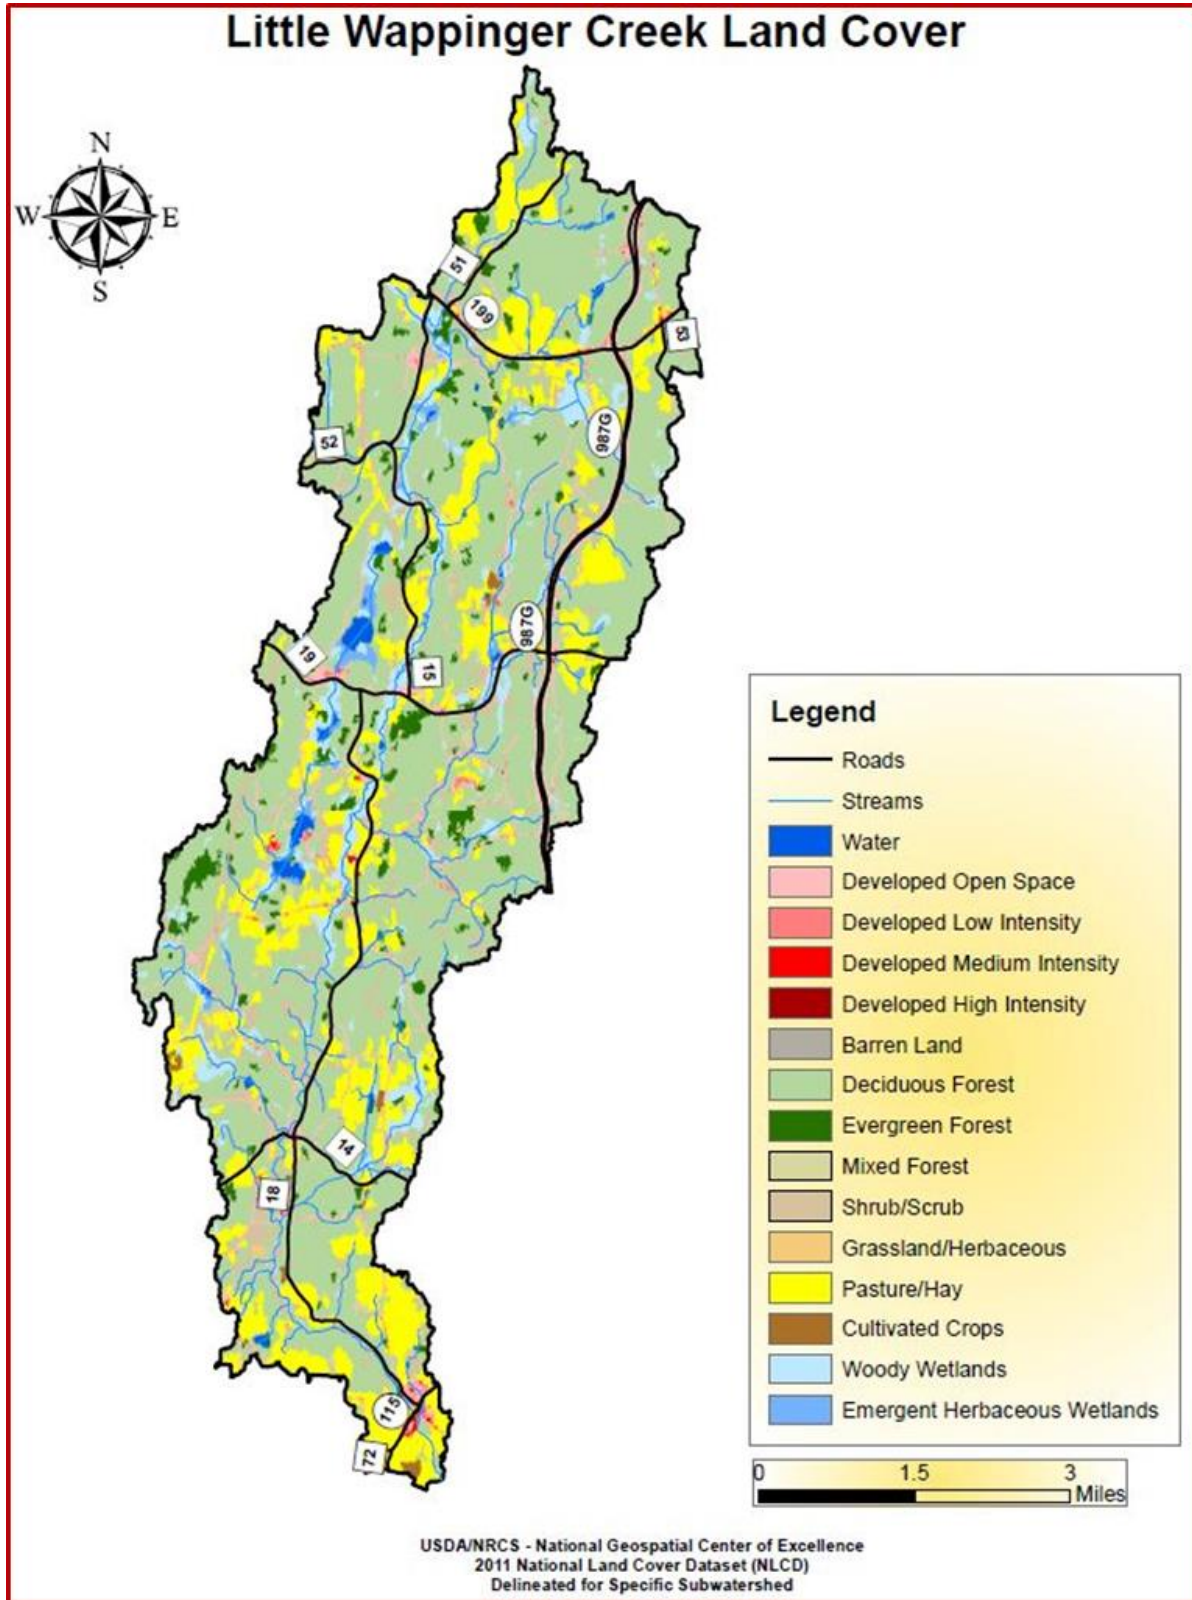 Little Wappinger Creek Land Cover
N
W
E
S
51
199
53
52
987G
987G
19
15
14
18
115
72
Legend
Roads
Streams
Water
Developed Open Space
Developed Low Intensity
Developed Medium Intensity
Developed High Intensity
Barren Land
Deciduous Forest
Evergreen Forest
Mixed Forest
Shrub/Scrub
Grassland/Herbaceous
Pasture/Hay
Cultivated Crops
Woody Wetlands
Emergent Herbaceous Wetlands
0 1.5 3
Miles
USDA/NRCS - National Geospatial Center of Excellence
2011 National Land Cover Dataset (NLCD)
Delineated for Specific Subwatershed